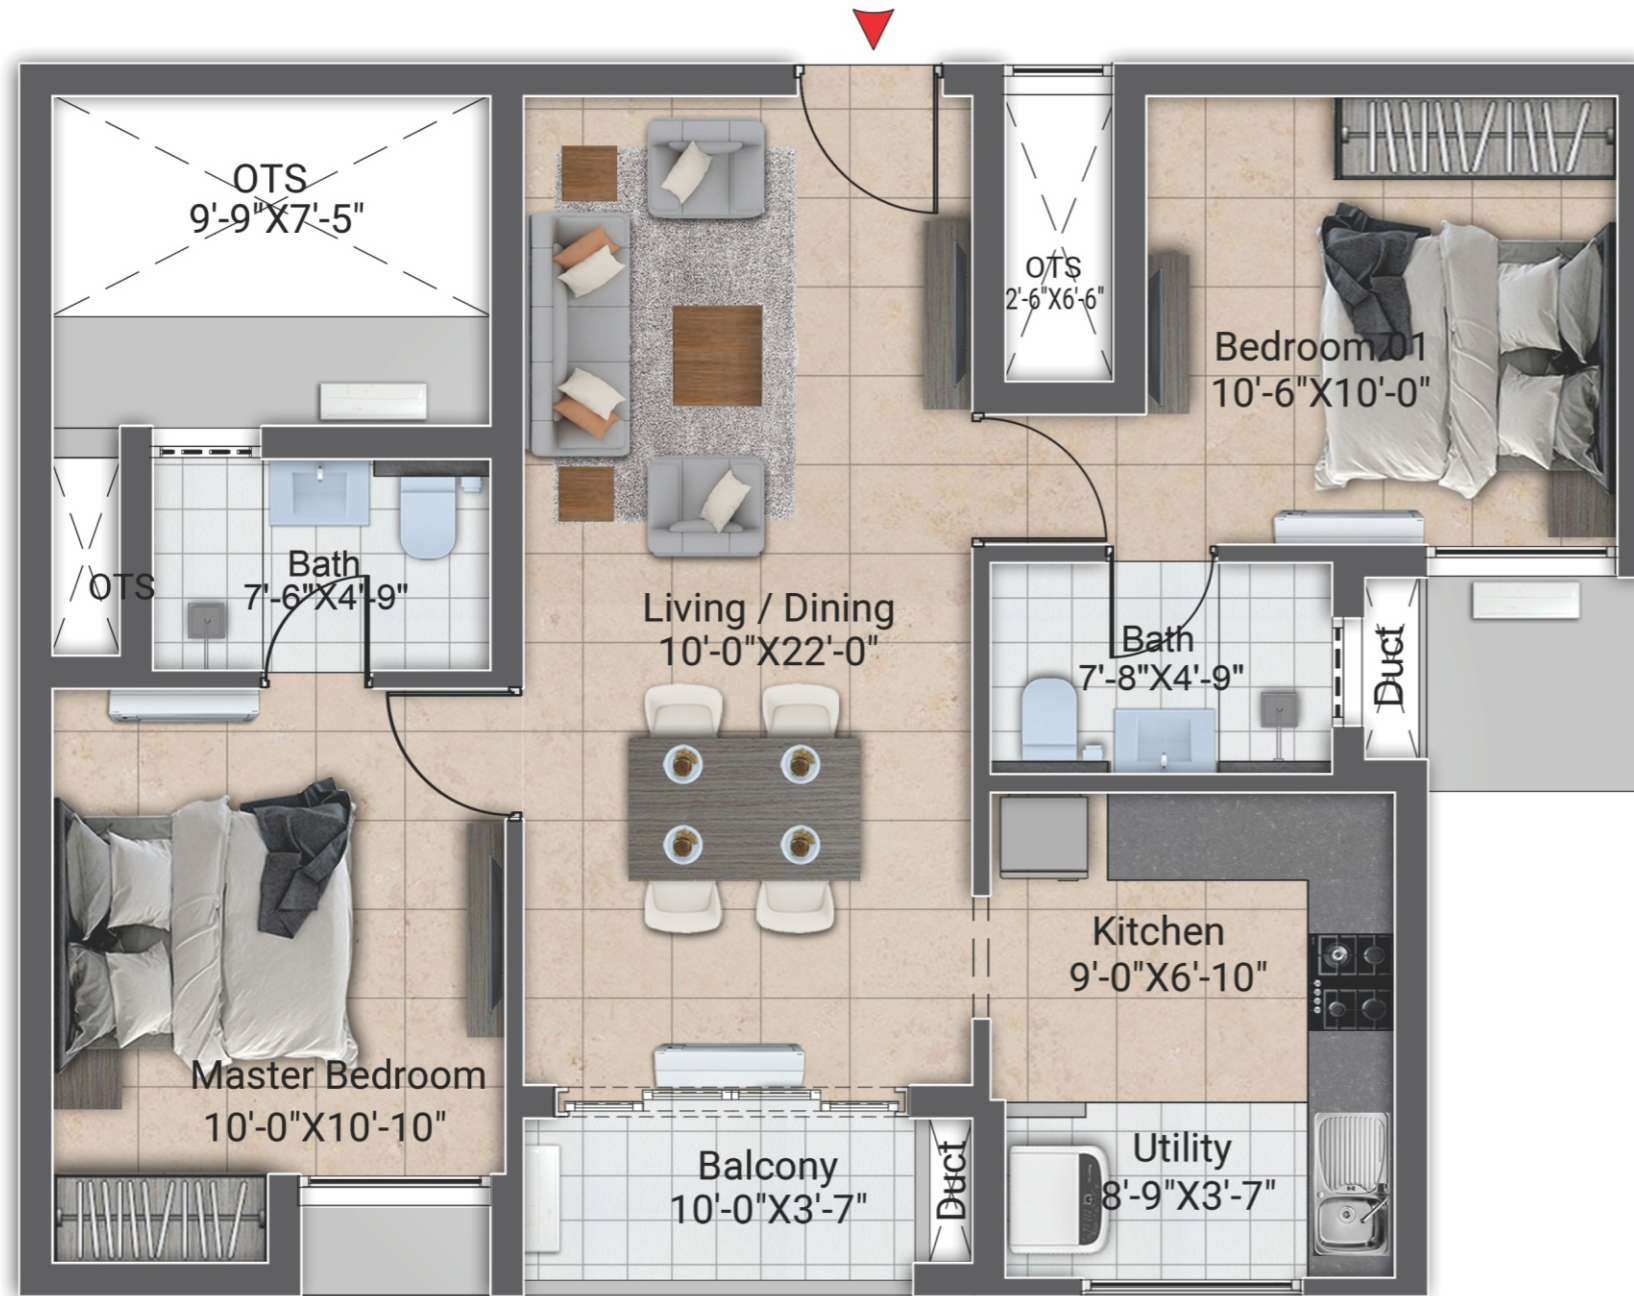 OTS
9'-9"X7'-5"
OTS
2'-6"X6'-6"
Bedroom 01
10'-6"X10'-0"
OTS
Bath
7'-6"X4'-9"
Living / Dining
10'-0"X22'-0"
Bath
7'-8"X4'-9"
Duct
Kitchen
9'-0"X6'-10"
Master Bedroom
10'-0"X10'-10"
Balcony
10'-0"X3'-7"
Duct
Utility
8'-9"X3'-7"